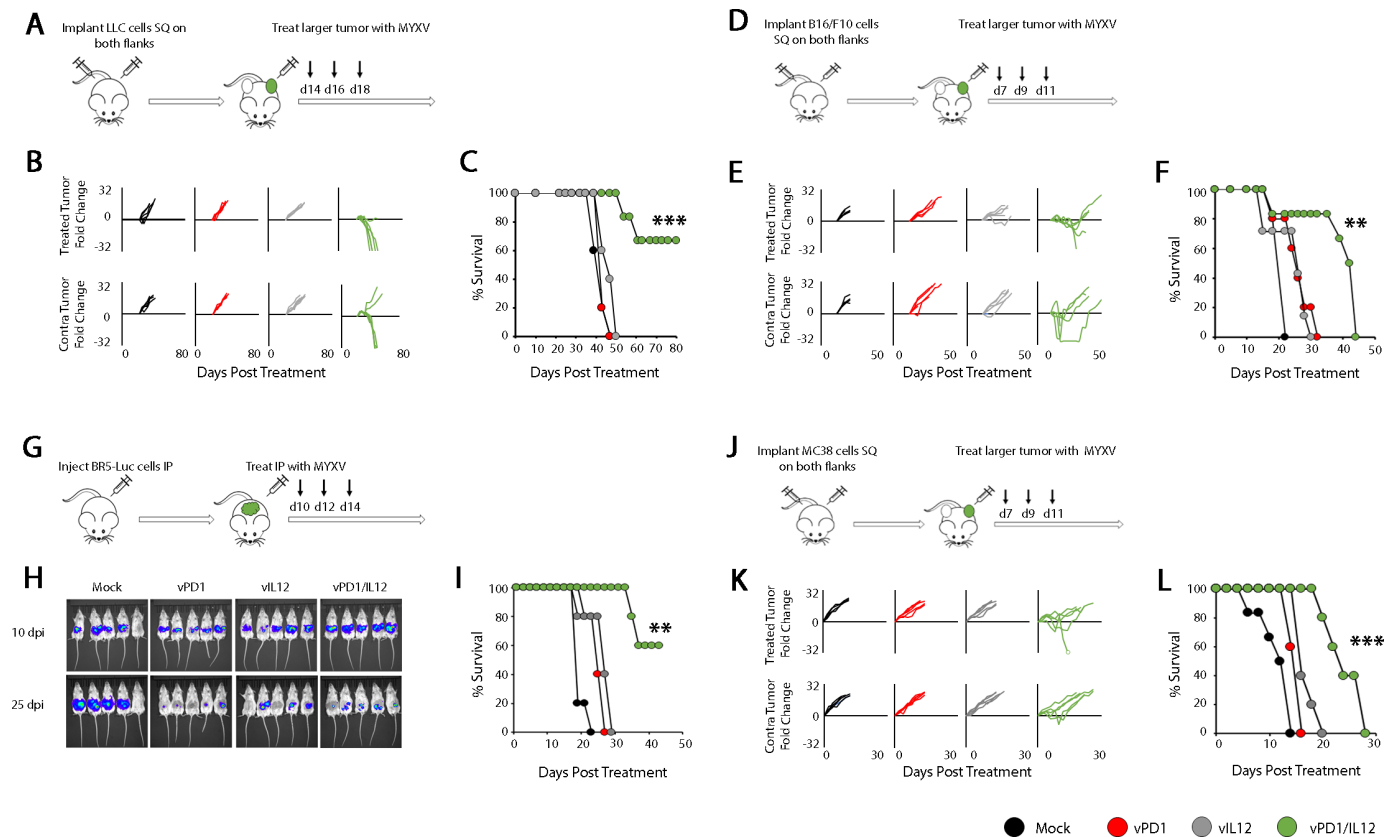 A
Implant LLC cells SQ on
both flanks
Treat larger tumor with MYXV
d14 d16 d18
B
Treated Tumor
Fold Change
32
0
-32
Contra Tumor
Fold Change
32
0
-32
0 80 0 80 0 80 0 80
Days Post Treatment
C
% Survival
100
80
60
40
20
0
0 10 20 35 40 50 60 70 80
Days Post Treatment
***
D
Implant B16/F10 cells
SQ on both flanks
Treat larger tumor with MYXV
d7 d9 d11
E
Treated Tumor
Fold Change
32
0
-32
Contra Tumor
Fold Change
32
0
-32
0 50 0 50 0 50 0 50
Days Post Treatment
F
% Survival
100
80
60
40
20
0
0 10 20 30 40 50
Days Post Treatment
**
G
Inject BR5-Luc cells IP
Treat IP with MYXV
d10 d12 d14
H
Mock vPD1 vIL12 vPD1/IL12
10 dpi
25 dpi
I
% Survival
100
80
60
40
20
0
0 10 20 30 40 50
Days Post Treatment
**
J
Implant MC38 cells SQ
on both flanks
Treat larger tumor with MYXV
d7 d9 d11
K
Treated Tumor
Fold Change
32
0
-32
Contra Tumor
Fold Change
32
0
-32
0 30 0 30 0 30 0 30
Days Post Treatment
L
% Survival
100
80
60
40
20
0
0 10 20 30
Days Post Treatment
***
Mock vPD1 vIL12 vPD1/IL12